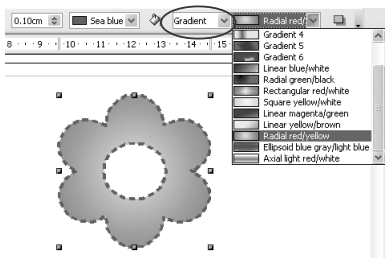 0.10cm Sea blue Gradient Radial red/
8 · 9 · 10 · 11 · 12 · 13 · 14 · 15
Gradient 4
Gradient 5
Gradient 6
Linear blue/white
Radial green/black
Rectangular red/white
Square yellow/white
Linear magenta/green
Linear yellow/brown
Radial red/yellow
Ellipsoid blue gray/light blue
Axial light red/white